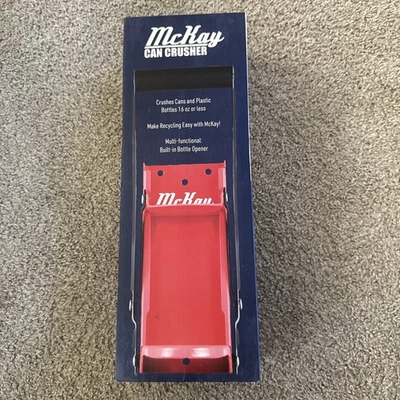 McKay
CAN CRUSHER
Crushes Cans and Plastic
Bottles 16 oz or less
Make Recycling Easy with McKay!
Multi-functional:
Built-in Bottle Opener
McKay